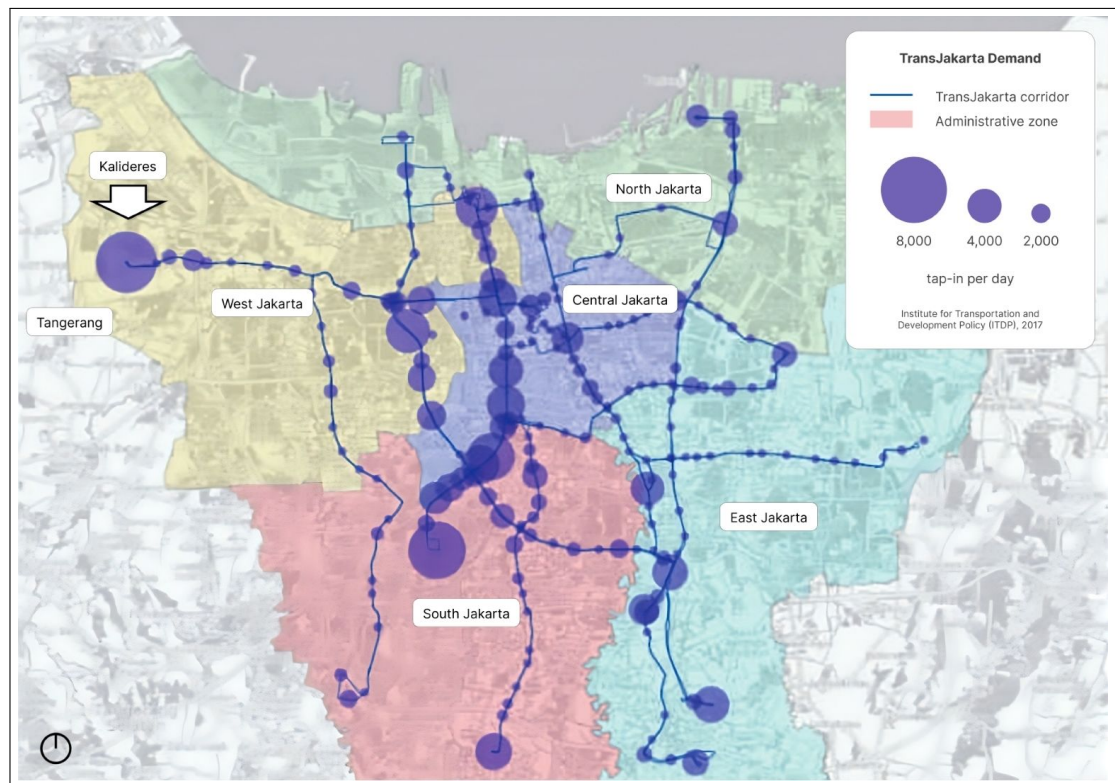 TransJakarta Demand
TransJakarta corridor
Administrative zone
8,000
4,000
2,000
tap-in per day
Institute for Transportation and
Development Policy (ITDP), 2017
Kalideres
North Jakarta
West Jakarta
Central Jakarta
Tangerang
East Jakarta
South Jakarta